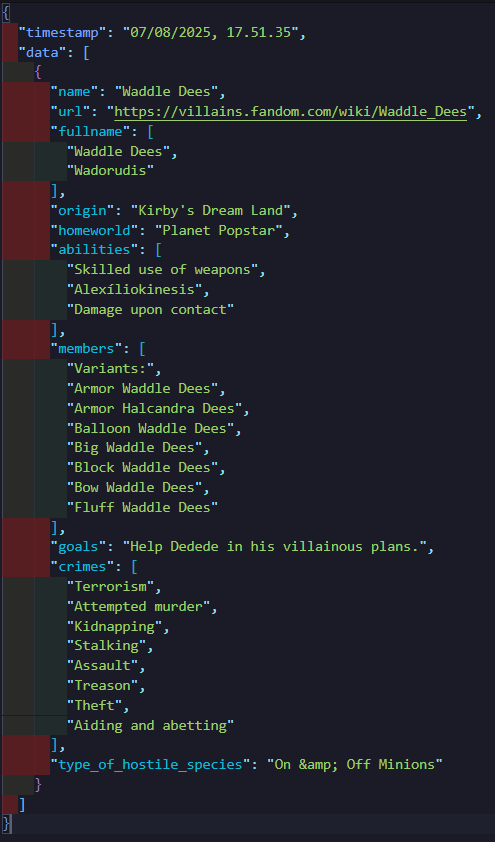 {
"timestamp": "07/08/2025, 17.51.35",
"data": [
{
"name": "Waddle Dees",
"url": "https://villains.fandom.com/wiki/Waddle_Dees",
"fullname": [
"Waddle Dees",
"Wadorudis"
],
"origin": "Kirby's Dream Land",
"homeworld": "Planet Popstar",
"abilities": [
"Skilled use of weapons",
"Alexíliokinesis",
"Damage upon contact"
],
"members": [
"Variants:",
"Armor Waddle Dees",
"Armor Halcandra Dees",
"Balloon Waddle Dees",
"Big Waddle Dees",
"Block Waddle Dees",
"Bow Waddle Dees",
"Fluff Waddle Dees"
],
"goals": "Help Dedede in his villainous plans.",
"crimes": [
"Terrorism",
"Attempted murder",
"Kidnapping",
"Stalking",
"Assault",
"Treason",
"Theft",
"Aiding and abetting"
],
"type_of_hostile_species": "On &amp; Off Minions"
}
]
}